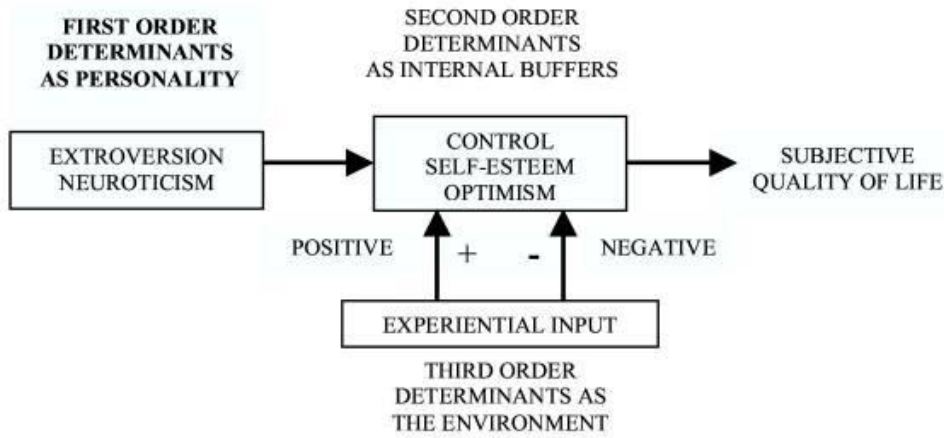 FIRST ORDER
DETERMINANTS
AS PERSONALITY
SECOND ORDER
DETERMINANTS
AS INTERNAL BUFFERS
EXTROVERSION
NEUROTICISM
CONTROL
SELF-ESTEEM
OPTIMISM
SUBJECTIVE
QUALITY OF LIFE
POSITIVE
+
-
NEGATIVE
EXPERIENTIAL INPUT
THIRD ORDER
DETERMINANTS AS
THE ENVIRONMENT